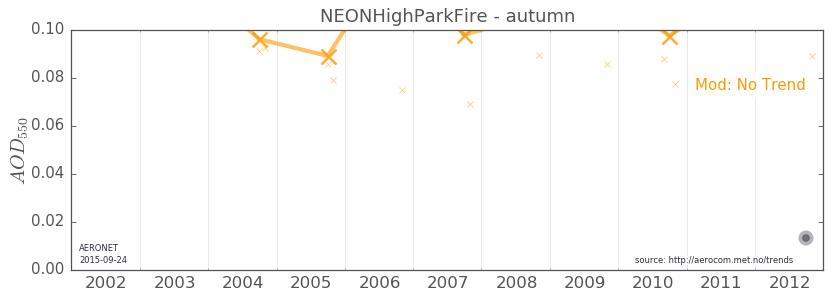 NEONHighParkFire - autumn
0.10
0.08
0.06
0.04
0.02
0.00
AOD550
Mod: No Trend
AERONET
2015-09-24
source: http://aerocom.met.no/trends
2002 2003 2004 2005 2006 2007 2008 2009 2010 2011 2012